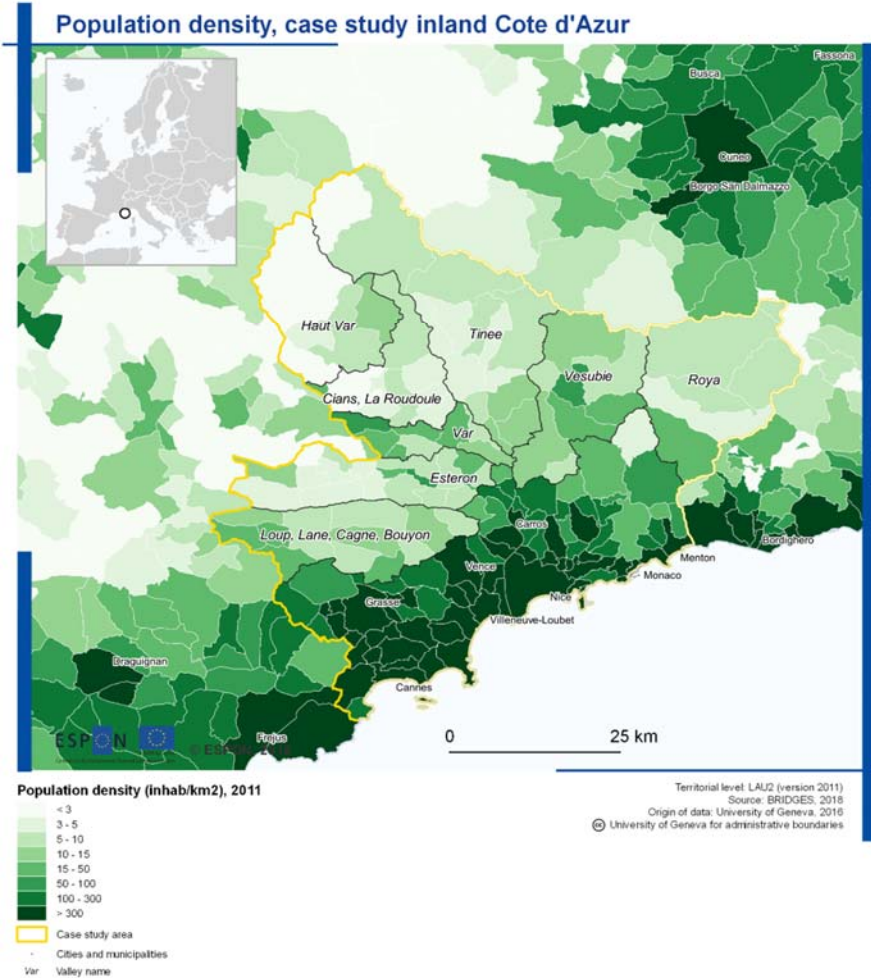 Population density, case study inland Cote d'Azur
Fassona
Busca
Cuneo
Borgo San Dalmazzo
Haut Var
Tinee
Vesubie
Roya
Cians, La Roudoule
Var
Esteron
Loup, Lane, Cagne, Bouyon
Carros
Bordighero
Menton
Vence
Monaco
Grasse
Nice
Villeneuve-Loubet
Draguignan
Cannes
Frejus
0 25 km
ESPON
© ESPON, 2018
Population density (inhab/km2), 2011
< 3
3 - 5
5 - 10
10 - 15
15 - 50
50 - 100
100 - 300
> 300
Case study area
Cities and municipalities
Var Valley name
Territorial level: LAU2 (version 2011)
Source: BRIDGES, 2018
Origin of data: University of Geneva, 2016
University of Geneva for administrative boundaries